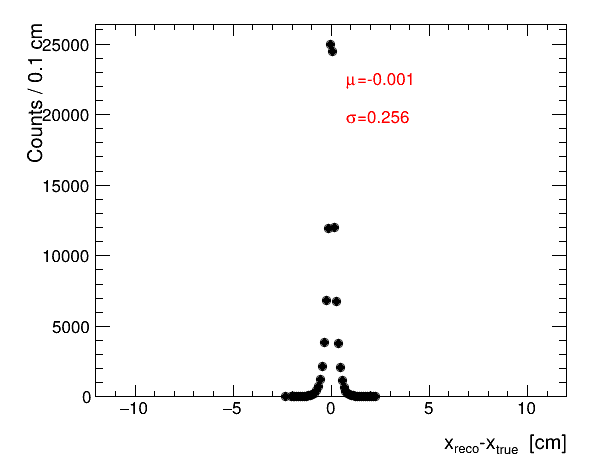 Counts / 0.1 cm
25000
20000
15000
10000
5000
0
μ=-0.001
σ=0.256
−10 −5 0 5 10
x_reco-x_true [cm]